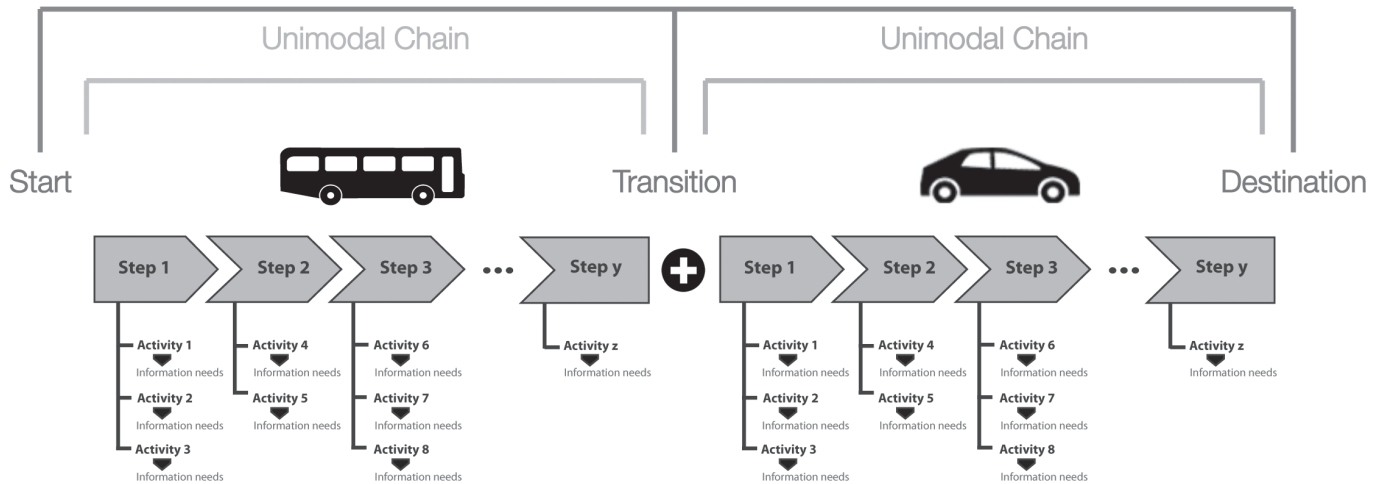 Unimodal Chain
Unimodal Chain
Start
Transition
Destination
Step 1
Step 2
Step 3
...
Step y
Step 1
Step 2
Step 3
...
Step y
Activity 1
Information needs
Activity 2
Information needs
Activity 3
Information needs
Activity 4
Information needs
Activity 5
Information needs
Activity 6
Information needs
Activity 7
Information needs
Activity 8
Information needs
Activity z
Information needs
Activity 1
Information needs
Activity 2
Information needs
Activity 3
Information needs
Activity 4
Information needs
Activity 5
Information needs
Activity 6
Information needs
Activity 7
Information needs
Activity 8
Information needs
Activity z
Information needs